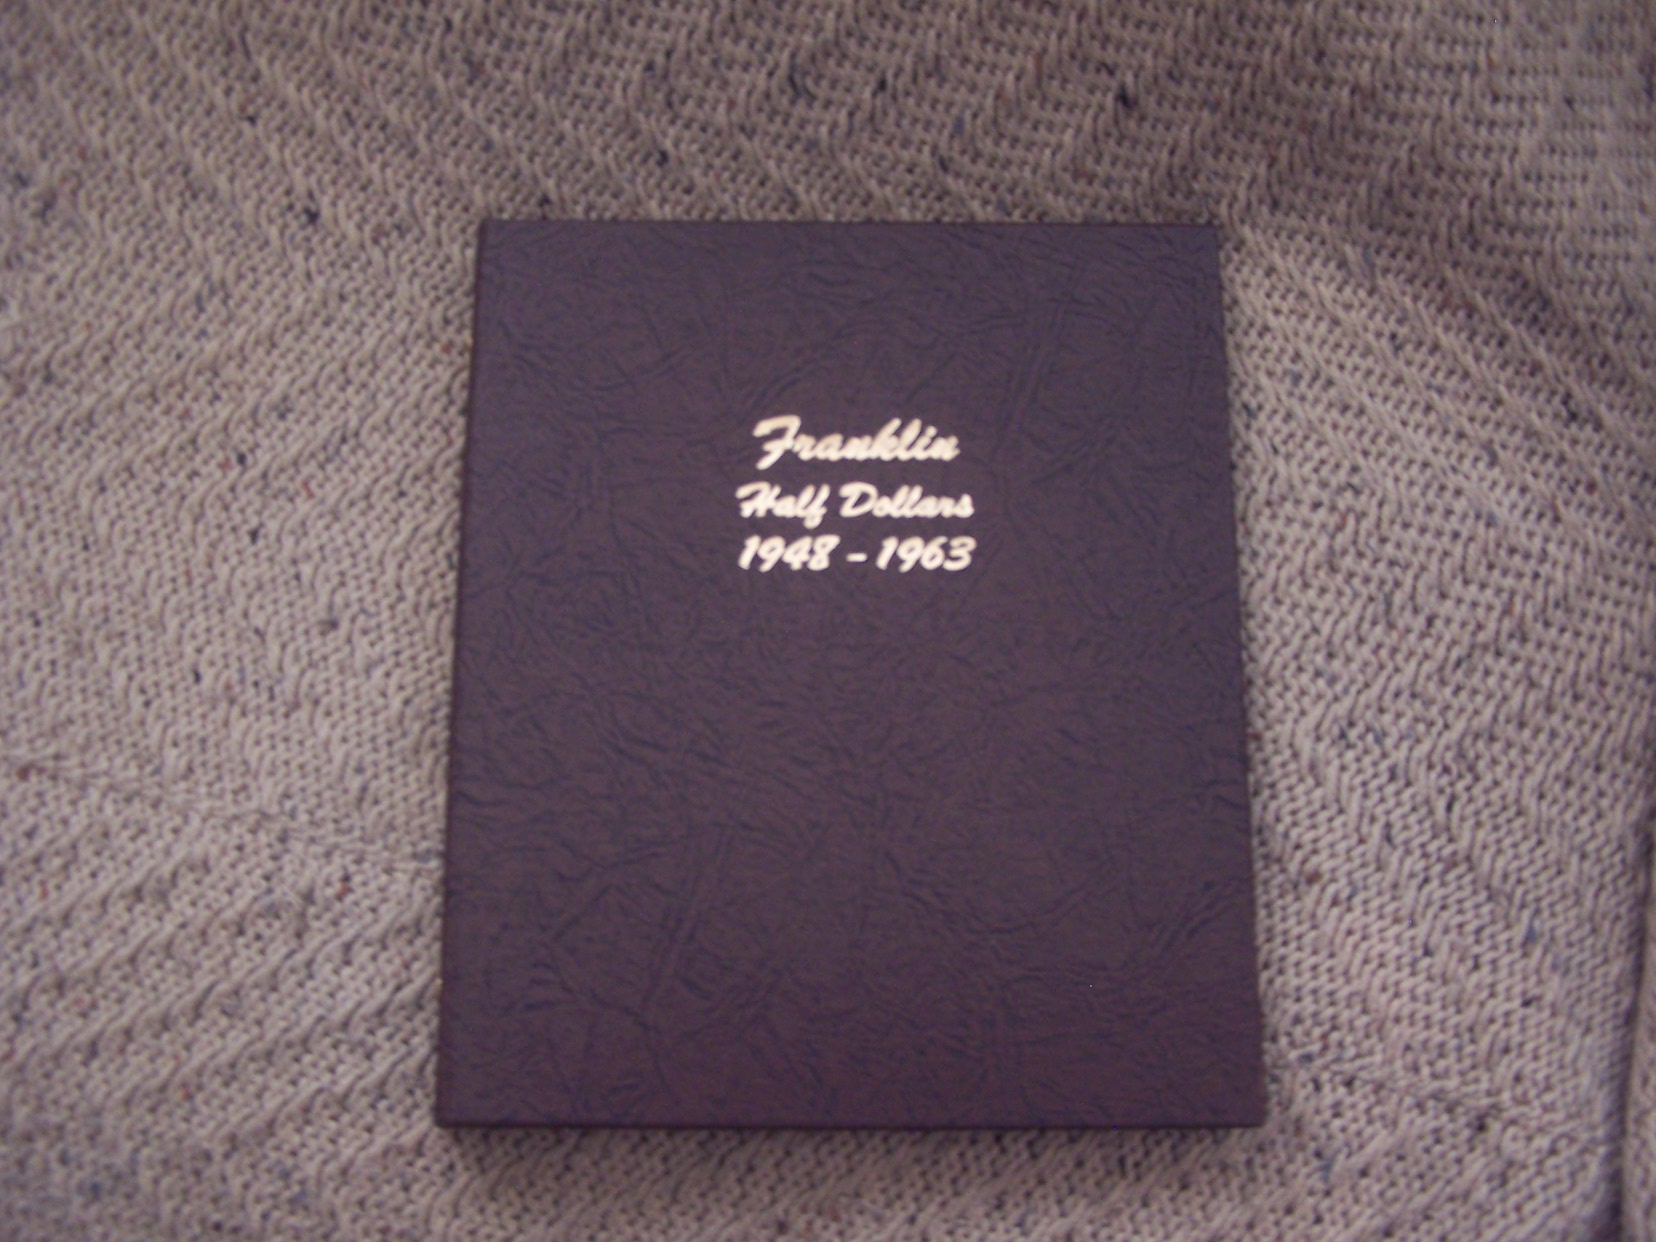 Franklin
Half Dollars
1948 - 1963